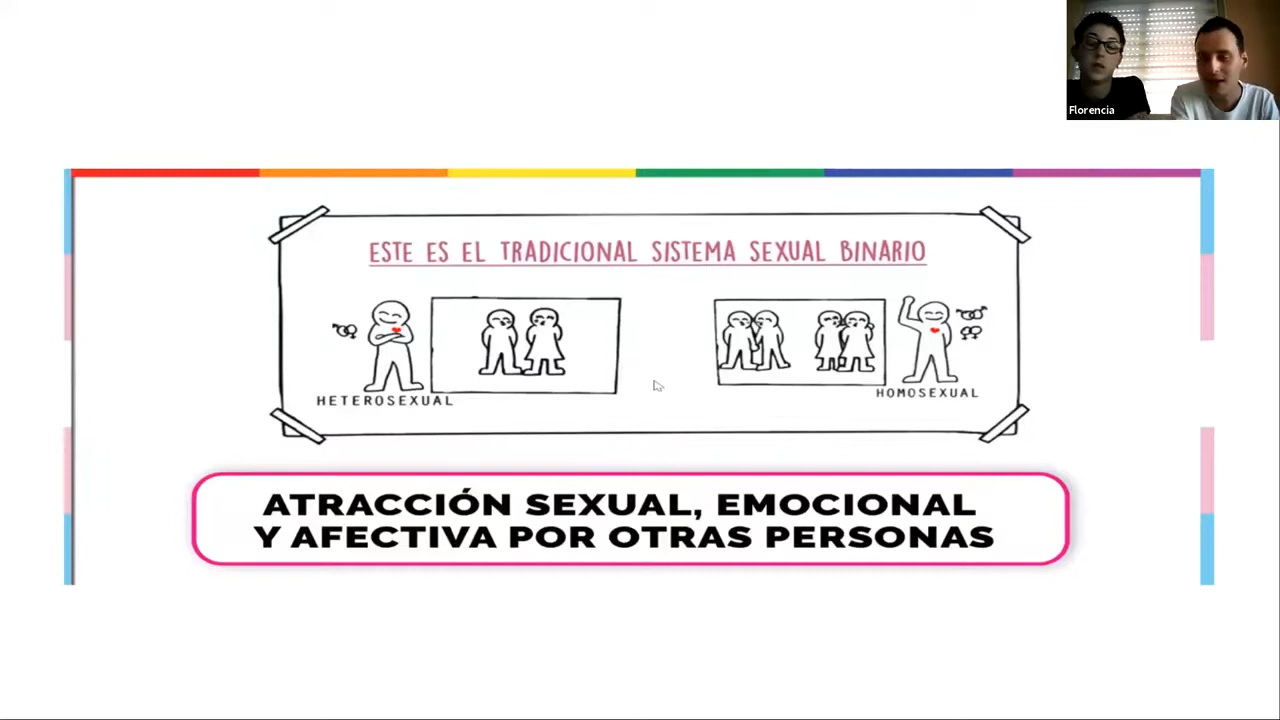 Florencia
ESTE ES EL TRADICIONAL SISTEMA SEXUAL BINARIO
HETEROSEXUAL
HOMOSEXUAL
ATRACCIÓN SEXUAL, EMOCIONAL
Y AFECTIVA POR OTRAS PERSONAS